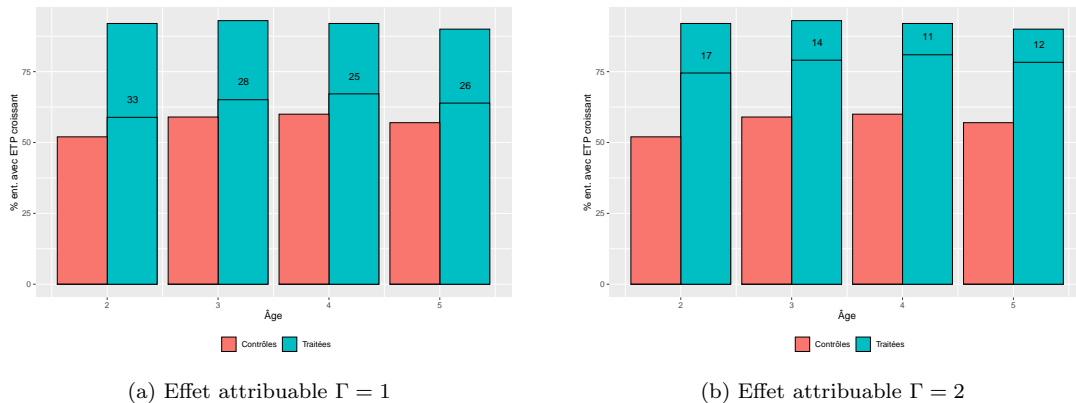 % ent. avec ETP croissant
75
50
25
0
33
28
25
26
2
3
4
5
Âge
Contrôles
Traitées
(a) Effet attribuable Γ = 1
% ent. avec ETP croissant
75
50
25
0
17
14
11
12
2
3
4
5
Âge
Contrôles
Traitées
(b) Effet attribuable Γ = 2